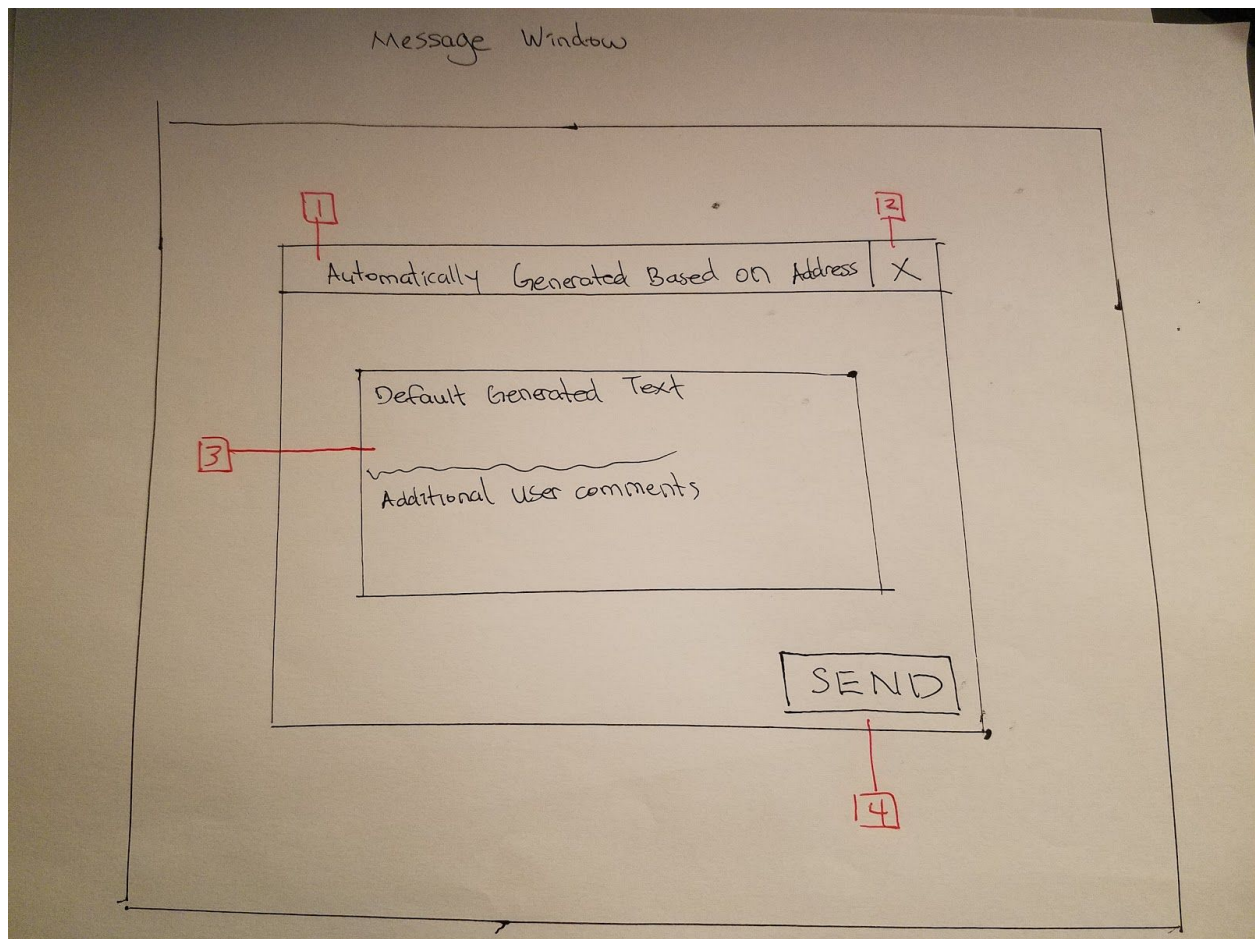 Message Window
1
2
Automatically Generated Based on Address X
Default Generated Text
3
Additional user comments
SEND
4